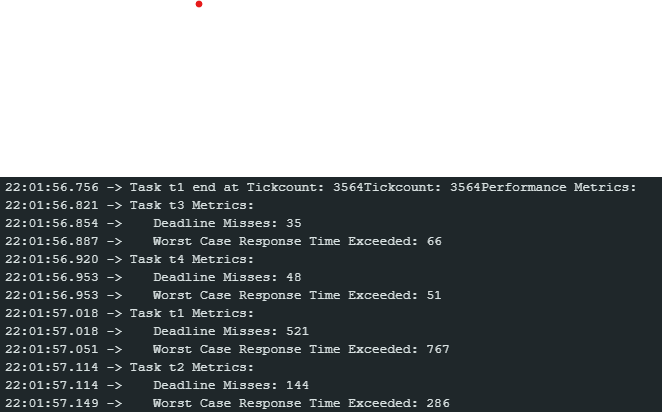 22:01:56.756 -> Task t1 end at Tickcount: 3564Tickcount: 3564Performance Metrics:
22:01:56.821 -> Task t3 Metrics:
22:01:56.854 ->    Deadline Misses: 35
22:01:56.887 ->    Worst Case Response Time Exceeded: 66
22:01:56.920 -> Task t4 Metrics:
22:01:56.953 ->    Deadline Misses: 48
22:01:56.953 ->    Worst Case Response Time Exceeded: 51
22:01:57.018 -> Task t1 Metrics:
22:01:57.018 ->    Deadline Misses: 521
22:01:57.051 ->    Worst Case Response Time Exceeded: 767
22:01:57.114 -> Task t2 Metrics:
22:01:57.114 ->    Deadline Misses: 144
22:01:57.149 ->    Worst Case Response Time Exceeded: 286